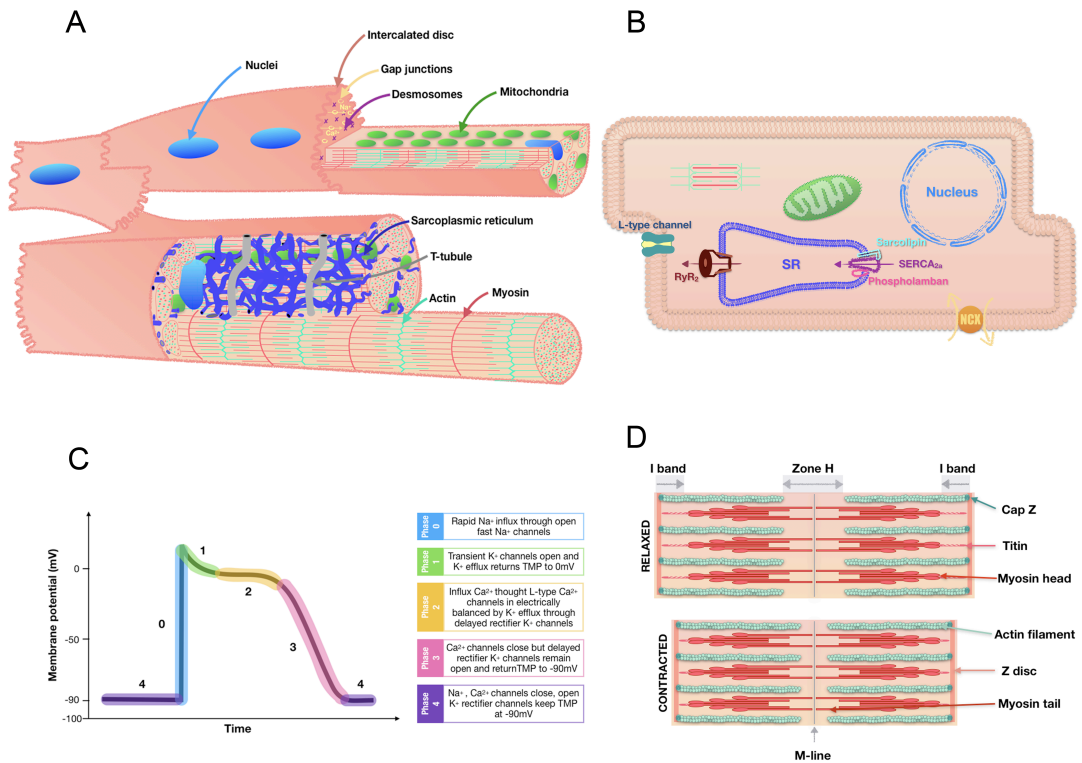 A
Intercalated disc
Gap junctions
Nuclei
Desmosomes
Mitochondria
Na⁺
Sarcoplasmic reticulum
T-tubule
Actin
Myosin
B
Nucleus
L-type channel
Sarcolipin
SR
SERCA₂ₐ
RyR₂
Phospholamban
NCX
C
Membrane potential (mV)
0
-50
-90
-100
4
0
1
2
3
4
Time
Phase 0
Rapid Na⁺ influx through open
fast Na⁺ channels
Phase 1
Transient K⁺ channels open and
K⁺ efflux returns TMP to 0mV
Phase 2
Influx Ca²⁺ thought L-type Ca²⁺
channels in electrically
balanced by K⁺ efflux through
delayed rectifier K⁺ channels
Phase 3
Ca²⁺ channels close but delayed
rectifier K⁺ channels remain
open and returnTMP to -90mV
Phase 4
Na⁺ , Ca²⁺ channels close, open
K⁺ rectifier channels keep TMP
at -90mV
D
I band
Zone H
I band
RELAXED
Cap Z
Titin
Myosin head
CONTRACTED
Actin filament
Z disc
Myosin tail
M-line